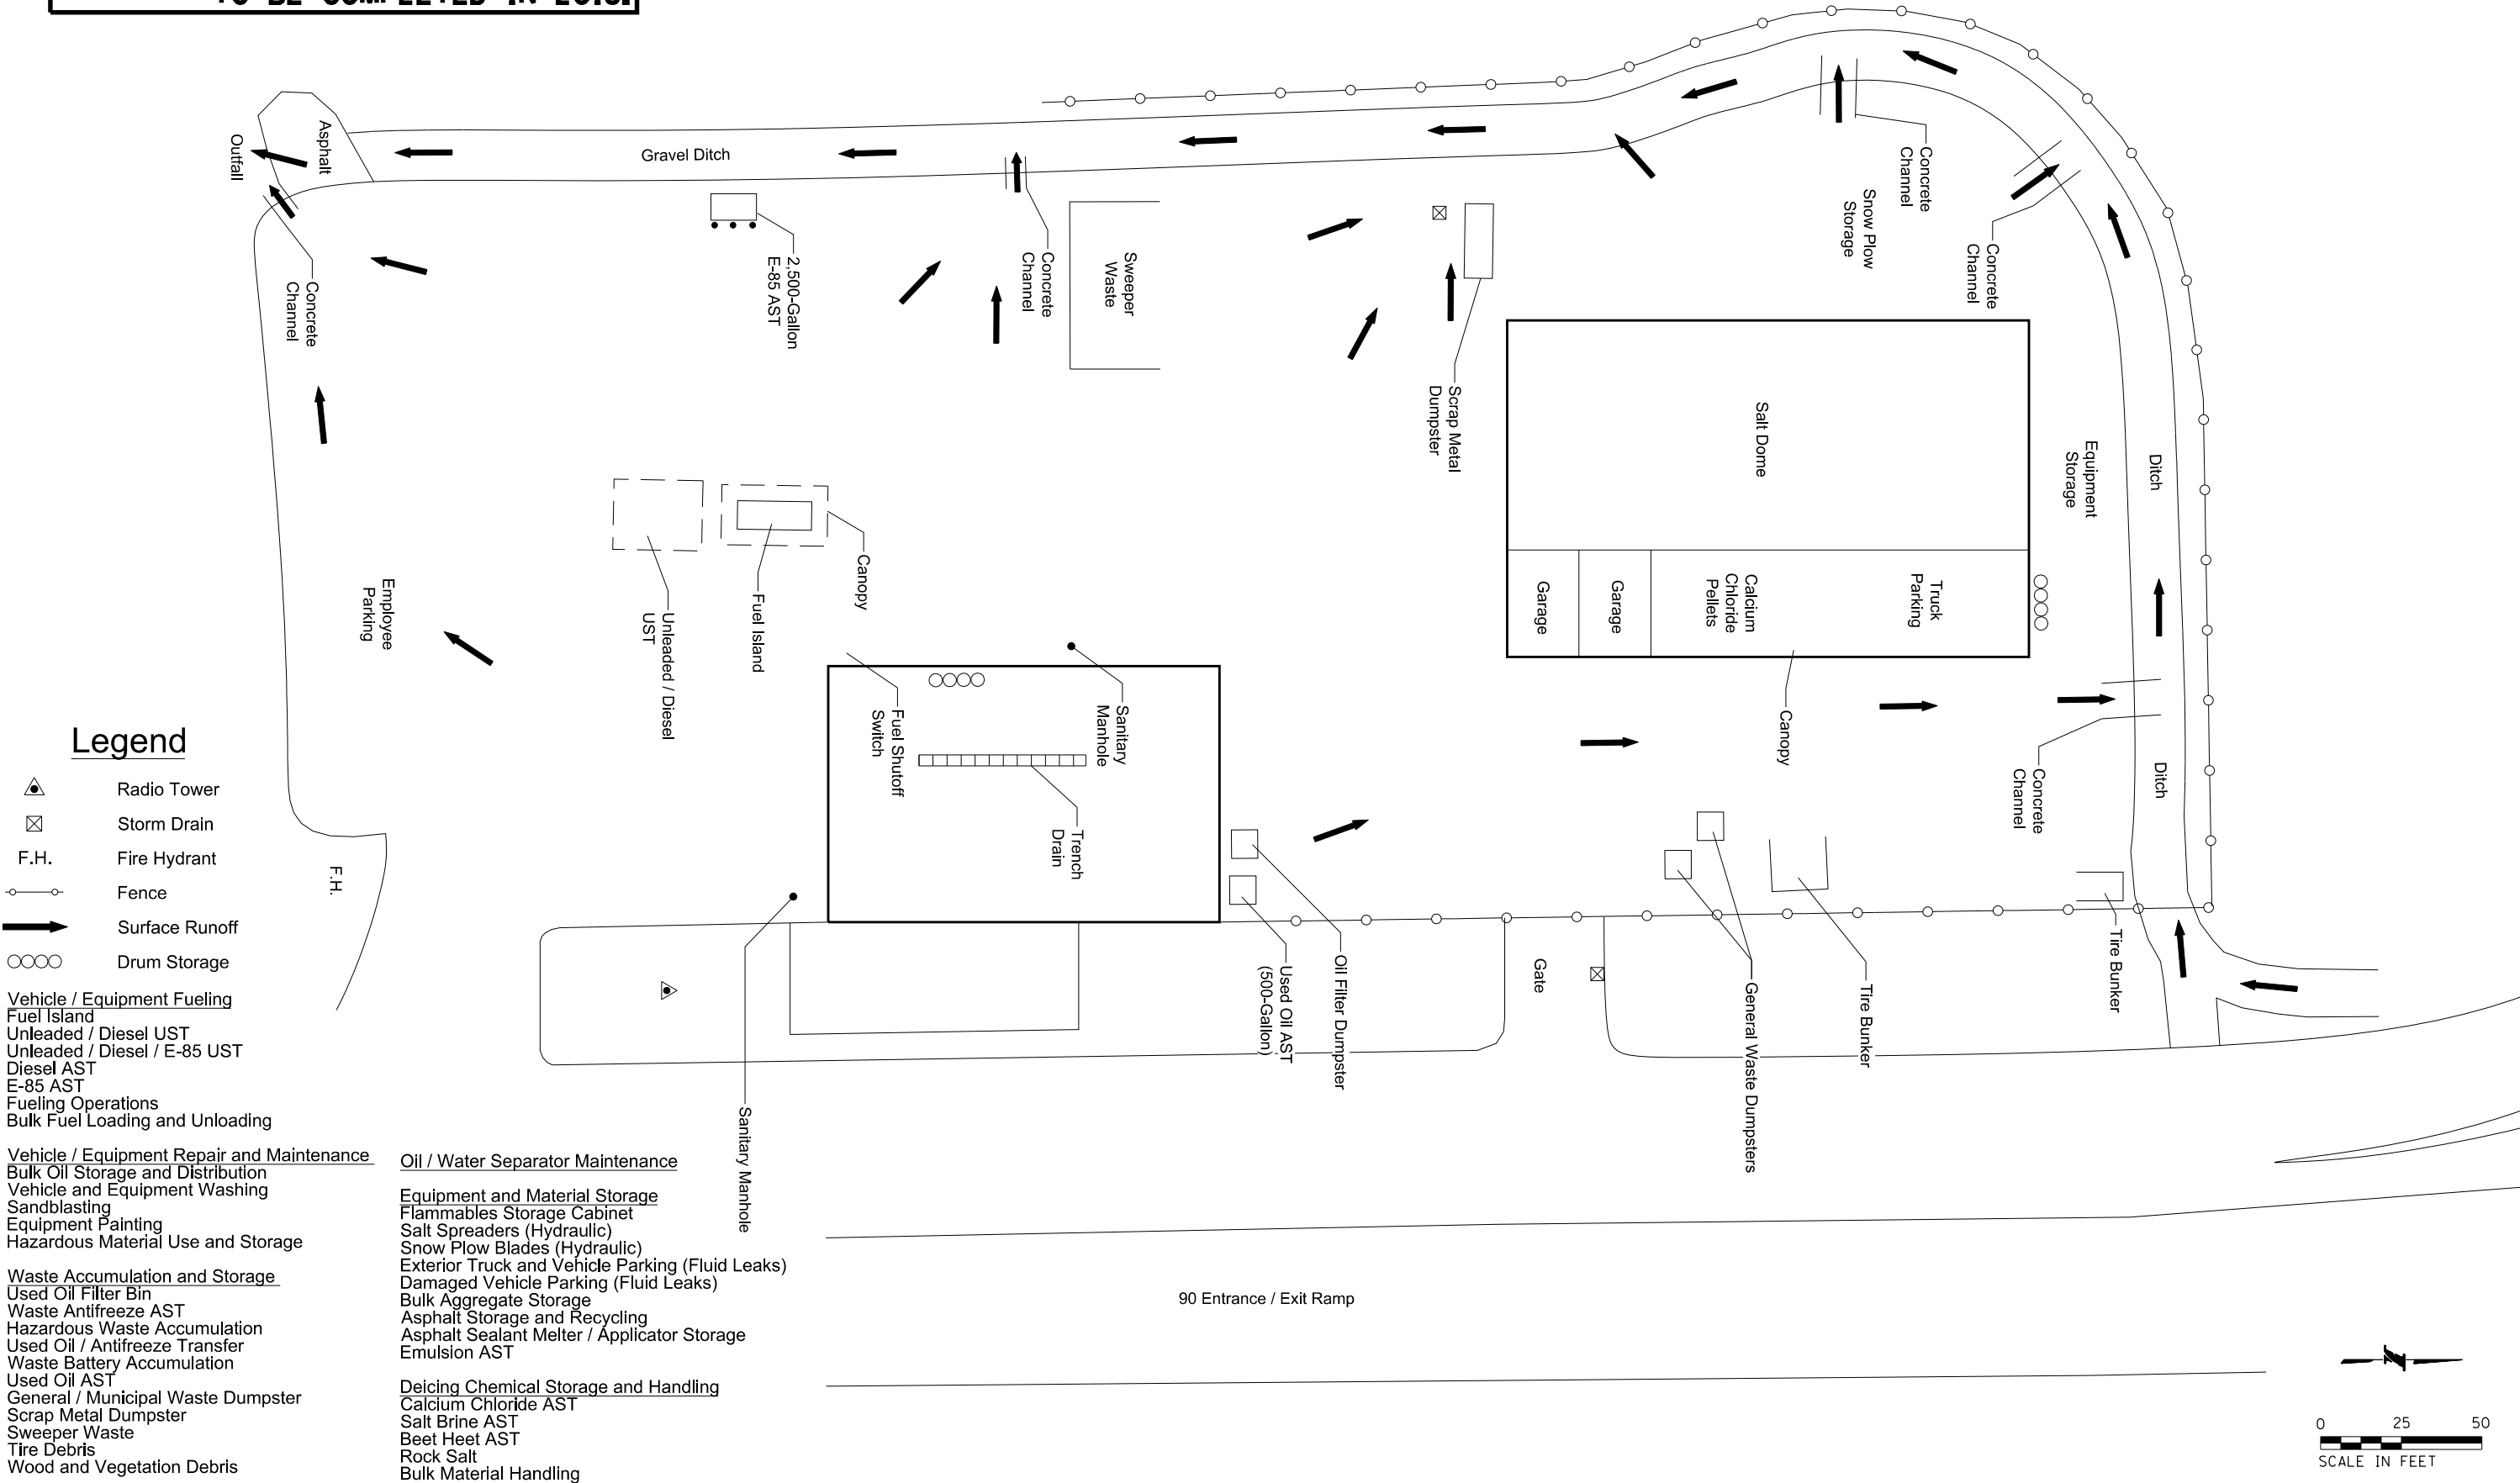 TO BE COMPLETED IN 2013.
Asphalt
Outfall
Gravel Ditch
Concrete
Channel
2,500-Gallon
E-85 AST
Concrete
Channel
Sweeper
Waste
Scrap Metal
Dumpster
Concrete
Channel
Snow Plow
Storage
Concrete
Channel
Salt Dome
Equipment
Storage
Ditch
Garage
Garage
Calcium
Chloride
Pellets
Truck
Parking
Canopy
Ditch
Concrete
Channel
Employee
Parking
Unleaded / Diesel
UST
Fuel Island
Canopy
Fuel Shutoff
Switch
Sanitary
Manhole
Trench
Drain
F.H.
Sanitary Manhole
Used Oil AST
(500-Gallon)
Oil Filter Dumpster
Gate
General Waste Dumpsters
Tire Bunker
Tire Bunker
90 Entrance / Exit Ramp
Legend
Radio Tower
Storm Drain
F.H.
Fire Hydrant
Fence
Surface Runoff
Drum Storage
Vehicle / Equipment Fueling
Fuel Island
Unleaded / Diesel UST
Unleaded / Diesel / E-85 UST
Diesel AST
E-85 AST
Fueling Operations
Bulk Fuel Loading and Unloading
Vehicle / Equipment Repair and Maintenance
Bulk Oil Storage and Distribution
Vehicle and Equipment Washing
Sandblasting
Equipment Painting
Hazardous Material Use and Storage
Waste Accumulation and Storage
Used Oil Filter Bin
Waste Antifreeze AST
Hazardous Waste Accumulation
Used Oil / Antifreeze Transfer
Waste Battery Accumulation
Used Oil AST
General / Municipal Waste Dumpster
Scrap Metal Dumpster
Sweeper Waste
Tire Debris
Wood and Vegetation Debris
Oil / Water Separator Maintenance
Equipment and Material Storage
Flammables Storage Cabinet
Salt Spreaders (Hydraulic)
Snow Plow Blades (Hydraulic)
Exterior Truck and Vehicle Parking (Fluid Leaks)
Damaged Vehicle Parking (Fluid Leaks)
Bulk Aggregate Storage
Asphalt Storage and Recycling
Asphalt Sealant Melter / Applicator Storage
Emulsion AST
Deicing Chemical Storage and Handling
Calcium Chloride AST
Salt Brine AST
Beet Heet AST
Rock Salt
Bulk Material Handling
N
0 25 50
SCALE IN FEET